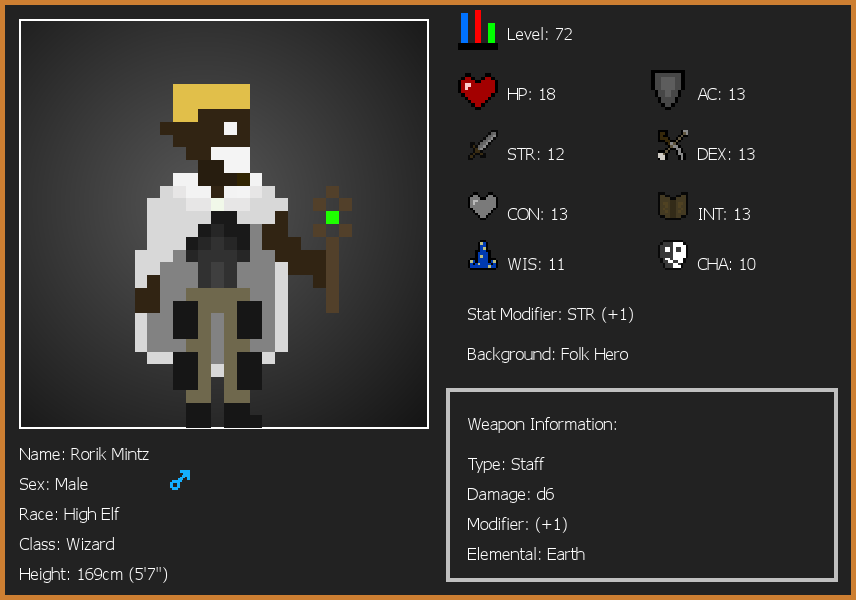 Level: 72
HP: 18
AC: 13
STR: 12
DEX: 13
CON: 13
INT: 13
WIS: 11
CHA: 10
Stat Modifier: STR (+1)
Background: Folk Hero
Weapon Information:
Type: Staff
Damage: d6
Modifier: (+1)
Elemental: Earth
Name: Rorik Mintz
Sex: Male
Race: High Elf
Class: Wizard
Height: 169cm (5'7")